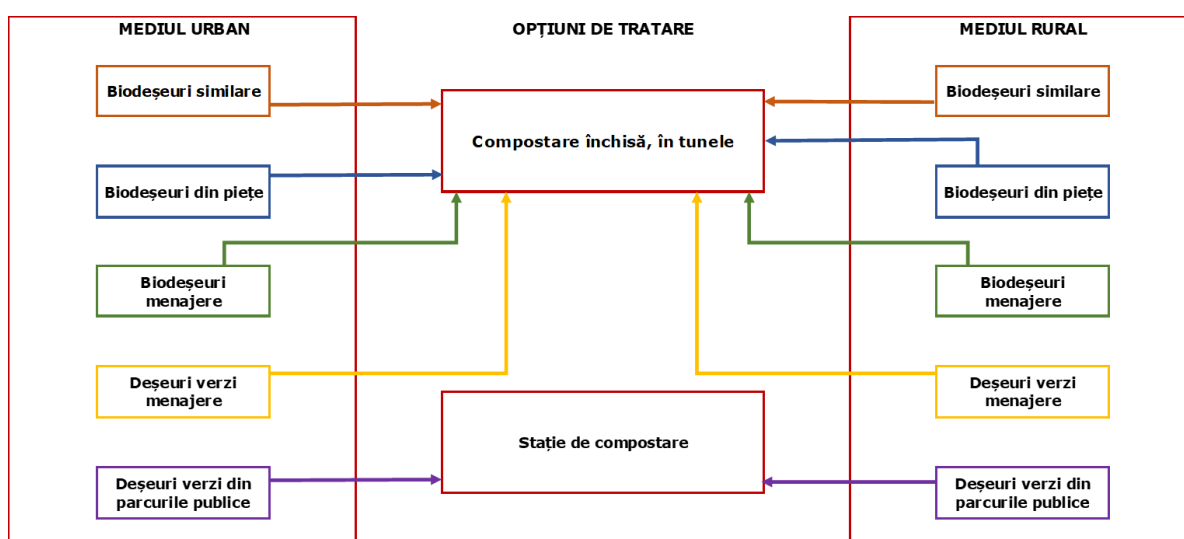 MEDIUL URBAN
OPȚIUNI DE TRATARE
MEDIUL RURAL
Biodeșeuri similare
Biodeșeuri din piețe
Biodeșeuri
menajere
Deșeuri verzi
menajere
Deșeuri verzi din
parcurile publice
Compostare închisă, în tunele
Stație de compostare
Biodeșeuri similare
Biodeșeuri din piețe
Biodeșeuri
menajere
Deșeuri verzi
menajere
Deșeuri verzi din
parcurile publice